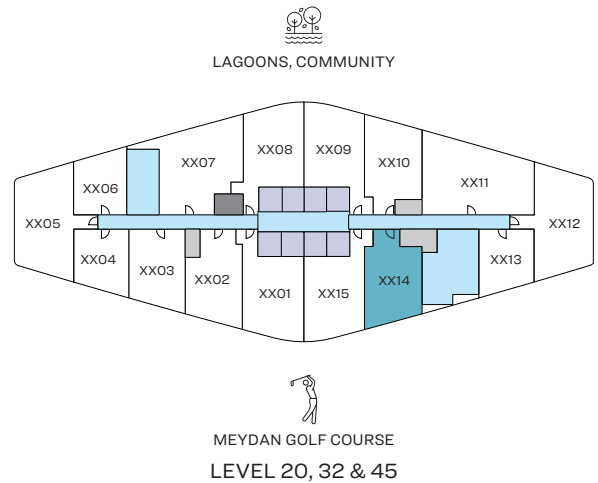 LAGOONS, COMMUNITY
XX08
XX09
XX07
XX10
XX06
XX11
XX05
XX12
XX04
XX03
XX02
XX01
XX15
XX14
XX13
MEYDAN GOLF COURSE
LEVEL 20, 32 & 45